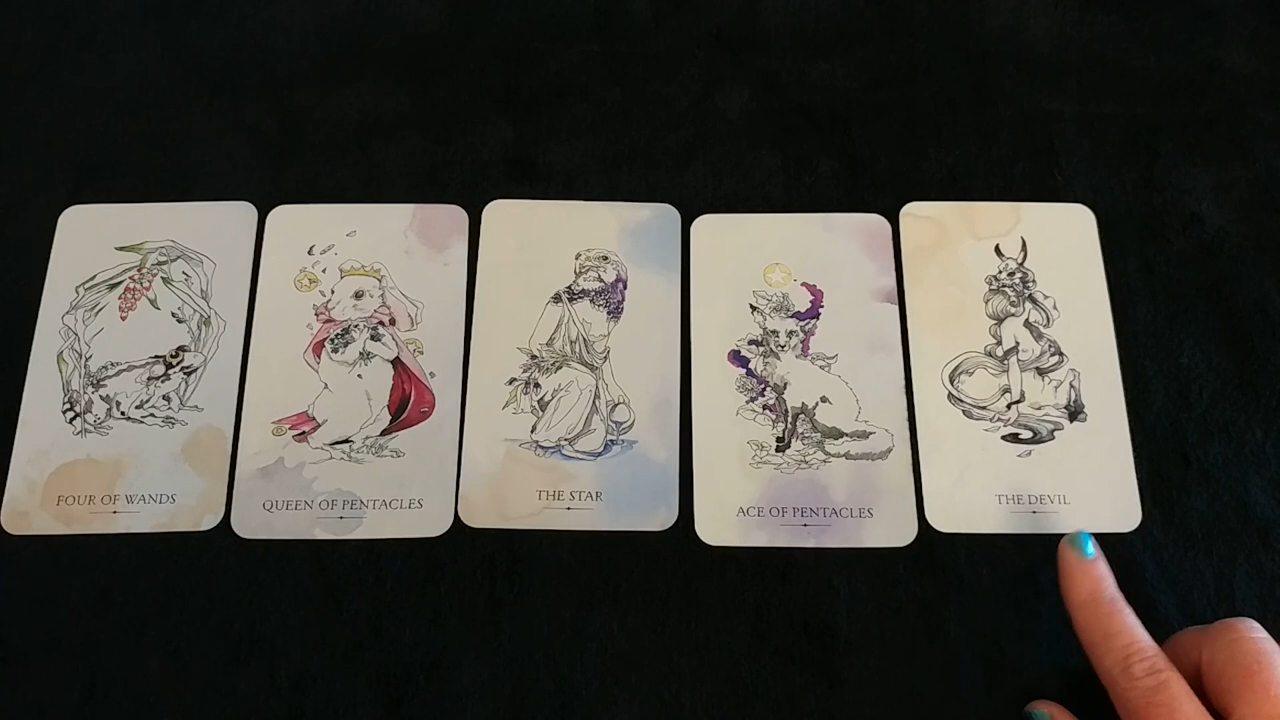 FOUR OF WANDS
QUEEN OF PENTACLES
THE STAR
ACE OF PENTACLES
THE DEVIL